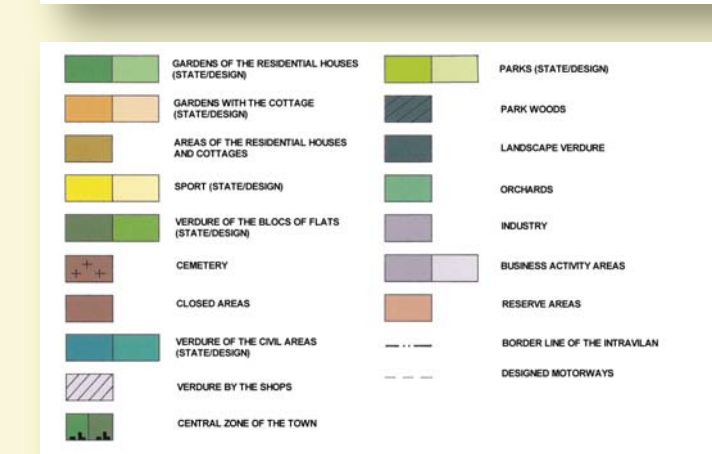 GARDENS OF THE RESIDENTIAL HOUSES
(STATE/DESIGN)
GARDENS WITH THE COTTAGE
(STATE/DESIGN)
AREAS OF THE RESIDENTIAL HOUSES
AND COTTAGES
SPORT (STATE/DESIGN)
VERDURE OF THE BLOCS OF FLATS
(STATE/DESIGN)
CEMETERY
CLOSED AREAS
VERDURE OF THE CIVIL AREAS
(STATE/DESIGN)
VERDURE BY THE SHOPS
CENTRAL ZONE OF THE TOWN
PARKS (STATE/DESIGN)
PARK WOODS
LANDSCAPE VERDURE
ORCHARDS
INDUSTRY
BUSINESS ACTIVITY AREAS
RESERVE AREAS
BORDER LINE OF THE INTRAVILAN
DESIGNED MOTORWAYS